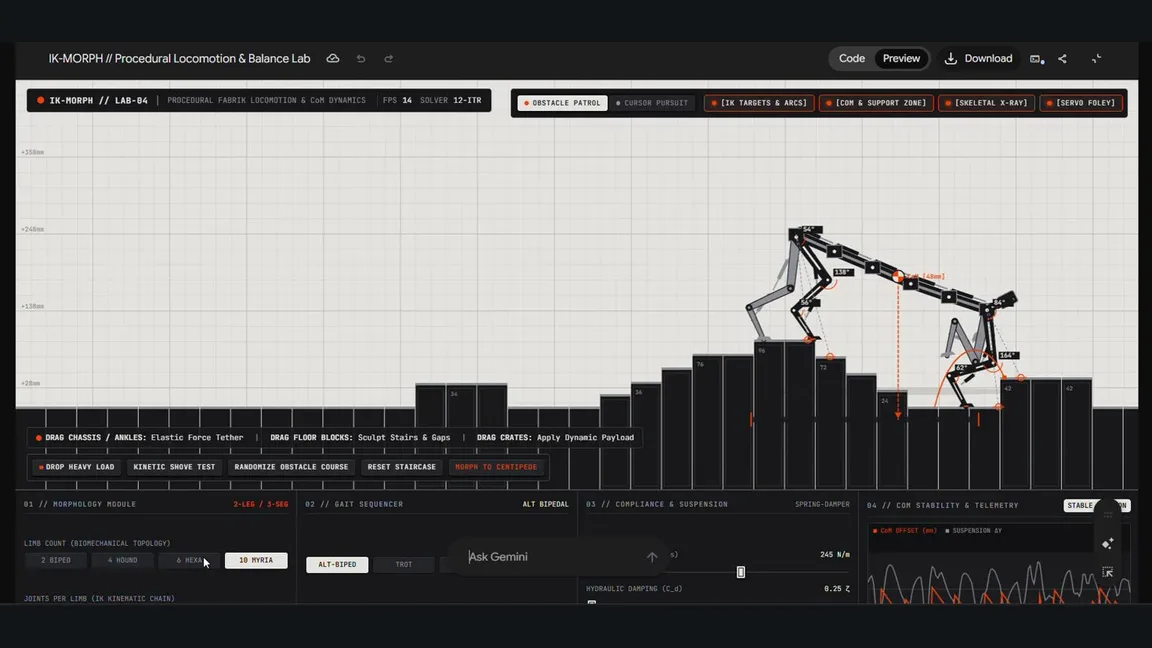 IK-MORPH // Procedural Locomotion & Balance Lab
Code
Preview
Download
IK-MORPH // LAB-04 | PROCEDURAL FABRIK LOCOMOTION & CoM DYNAMICS FPS 14 SOLVER 12-ITR
OBSTACLE PATROL
CURSOR PURSUIT
[IK TARGETS & ARCS]
[COM & SUPPORT ZONE]
[SKELETAL X-RAY]
[SERVO FOLEY]
+350mm
+240mm
+130mm
+20mm
54°
138°
56°
[48mm]
84°
164°
62°
96
76
72
36
34
24
42
42
DRAG CHASSIS / ANKLES: Elastic Force Tether | DRAG FLOOR BLOCKS: Sculpt Stairs & Gaps | DRAG CRATES: Apply Dynamic Payload
DROP HEAVY LOAD
KINETIC SHOVE TEST
RANDOMIZE OBSTACLE COURSE
RESET STAIRCASE
MORPH TO CENTIPEDE
01 // MORPHOLOGY MODULE
2-LEG / 3-SEG
02 // GAIT SEQUENCER
ALT BIPEDAL
03 // COMPLIANCE & SUSPENSION
SPRING-DAMPER
04 // COM STABILITY & TELEMETRY
STABLE
CoM OFFSET (mm)
SUSPENSION ΔY
LIMB COUNT (BIOMECHANICAL TOPOLOGY)
2 BIPED
4 HOUND
6 HEXA
10 MYRIA
ALT-BIPED
TROT
Ask Gemini
245 N/m
HYDRAULIC DAMPING (C_d)
0.25 ζ
JOINTS PER LIMB (IK KINEMATIC CHAIN)